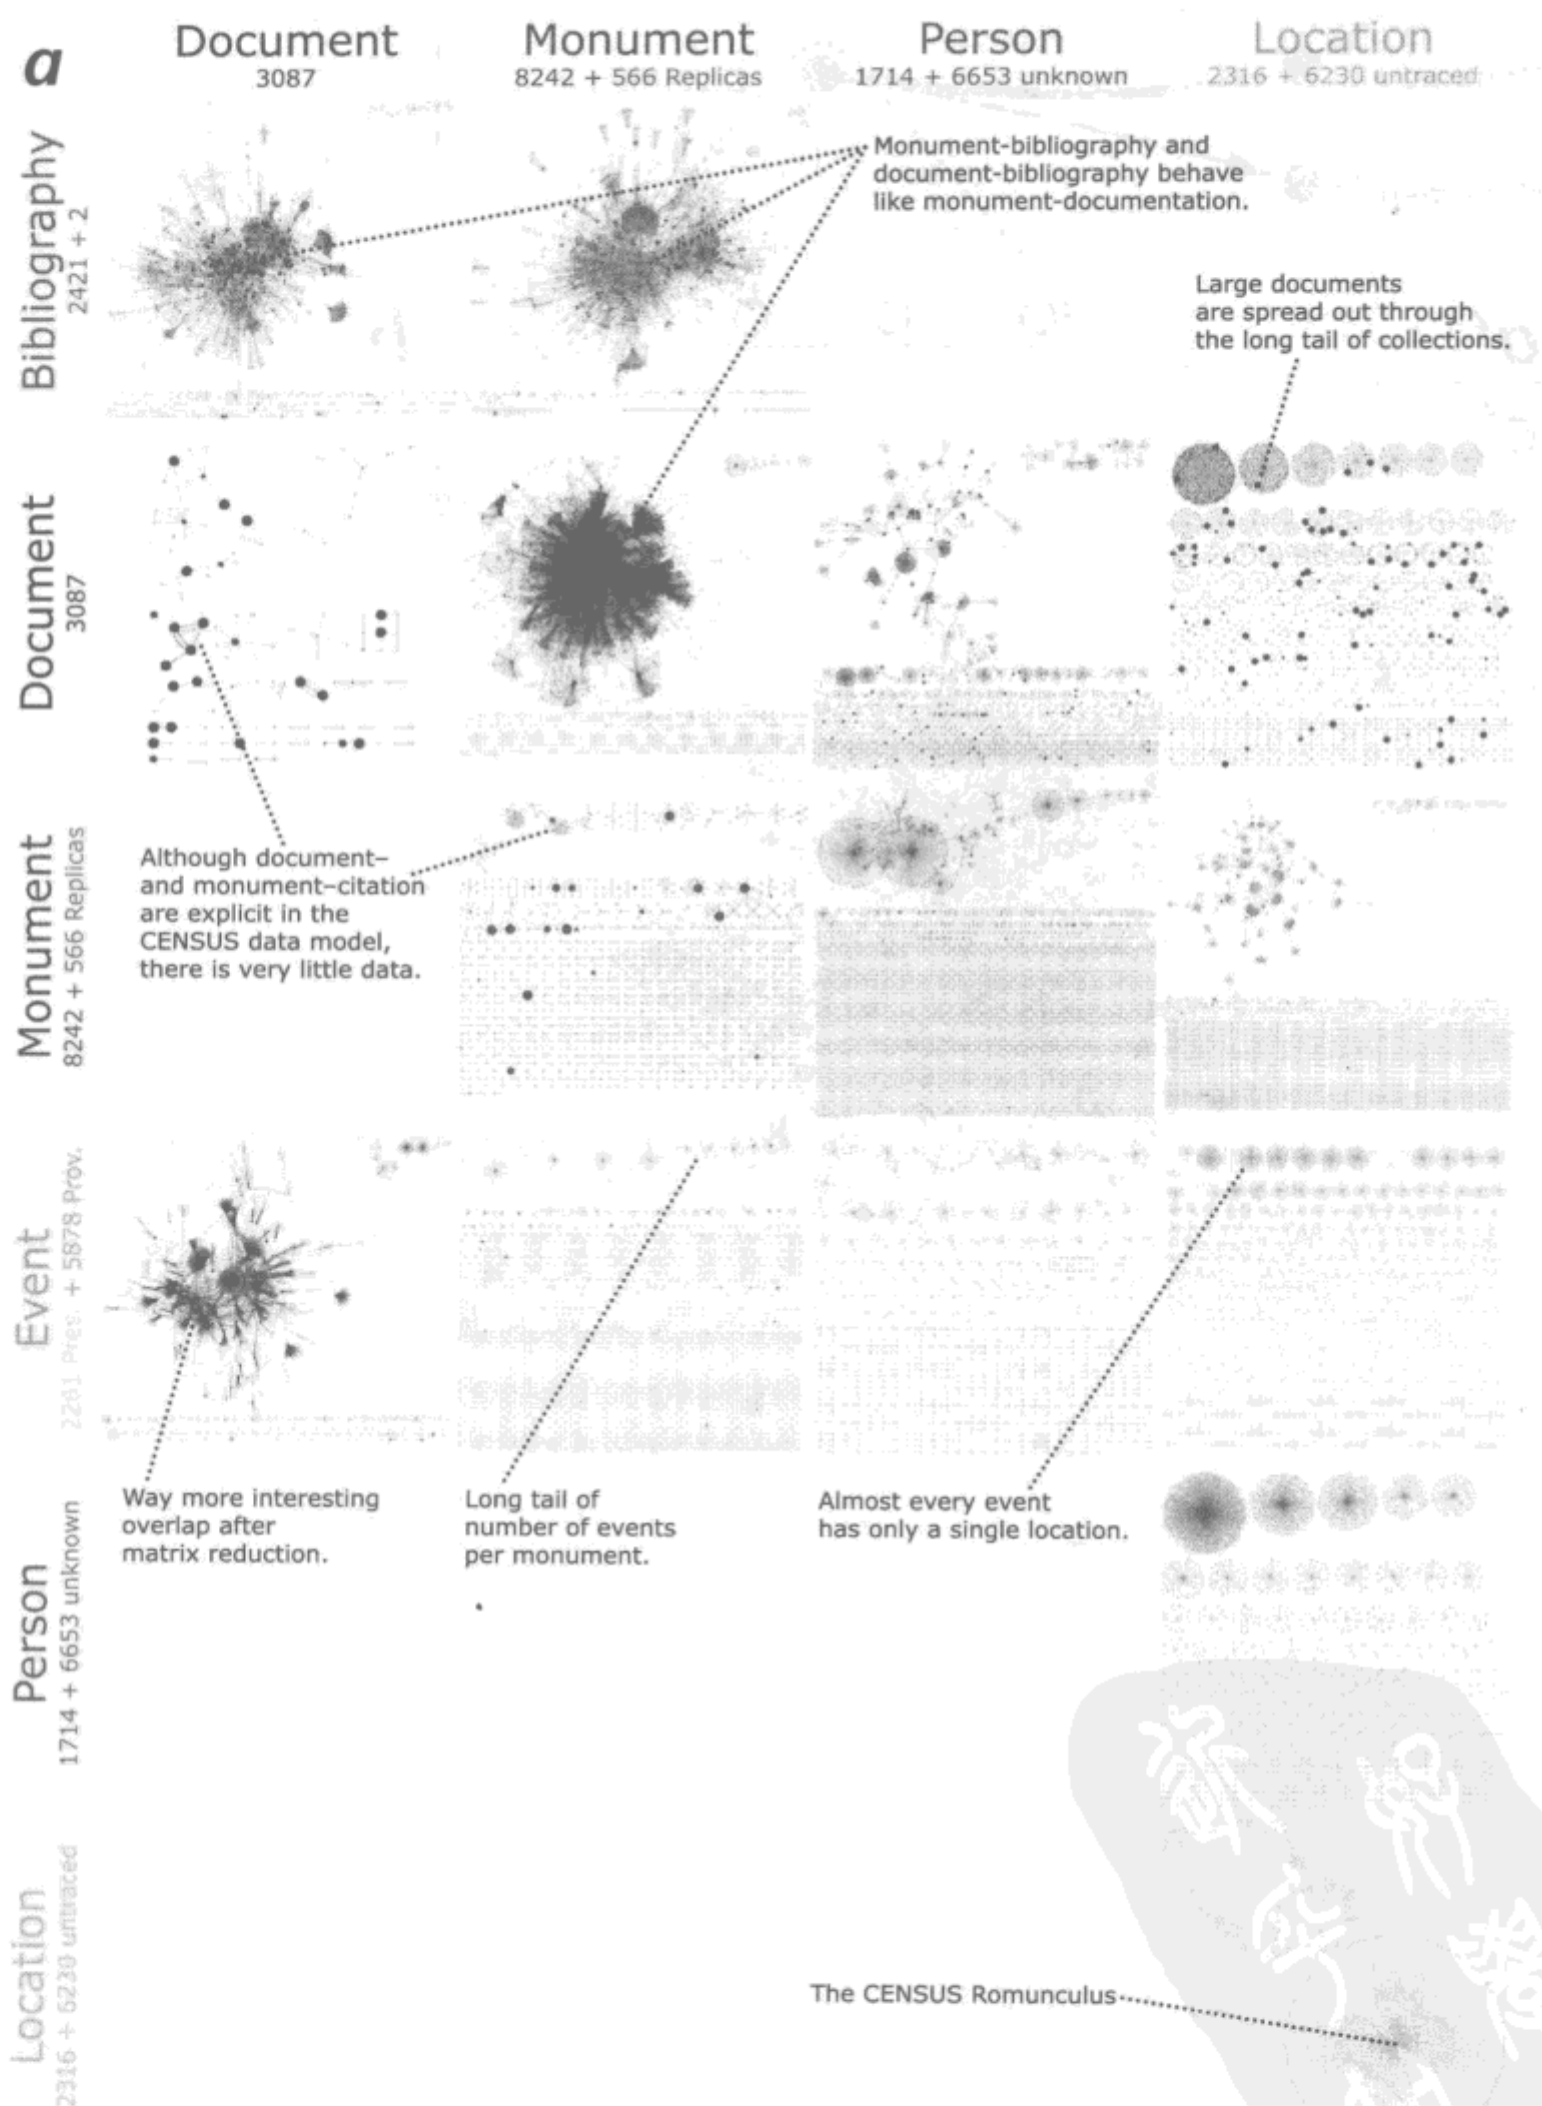 a
Document
3087
Monument
8242 + 566 Replicas
Person
1714 + 6653 unknown
Location
2316 + 6230 untraced
Bibliography
2421 + 2
Monument-bibliography and
document-bibliography behave
like monument-documentation.
Large documents
are spread out through
the long tail of collections.
Document
3087
Although document–
and monument–citation
are explicit in the
CENSUS data model,
there is very little data.
Monument
8242 + 566 Replicas
Event
2201 Pres. + 5878 Prov.
Way more interesting
overlap after
matrix reduction.
Long tail of
number of events
per monument.
Almost every event
has only a single location.
Person
1714 + 6653 unknown
Location
2316 + 6230 untraced
The CENSUS Romunculus